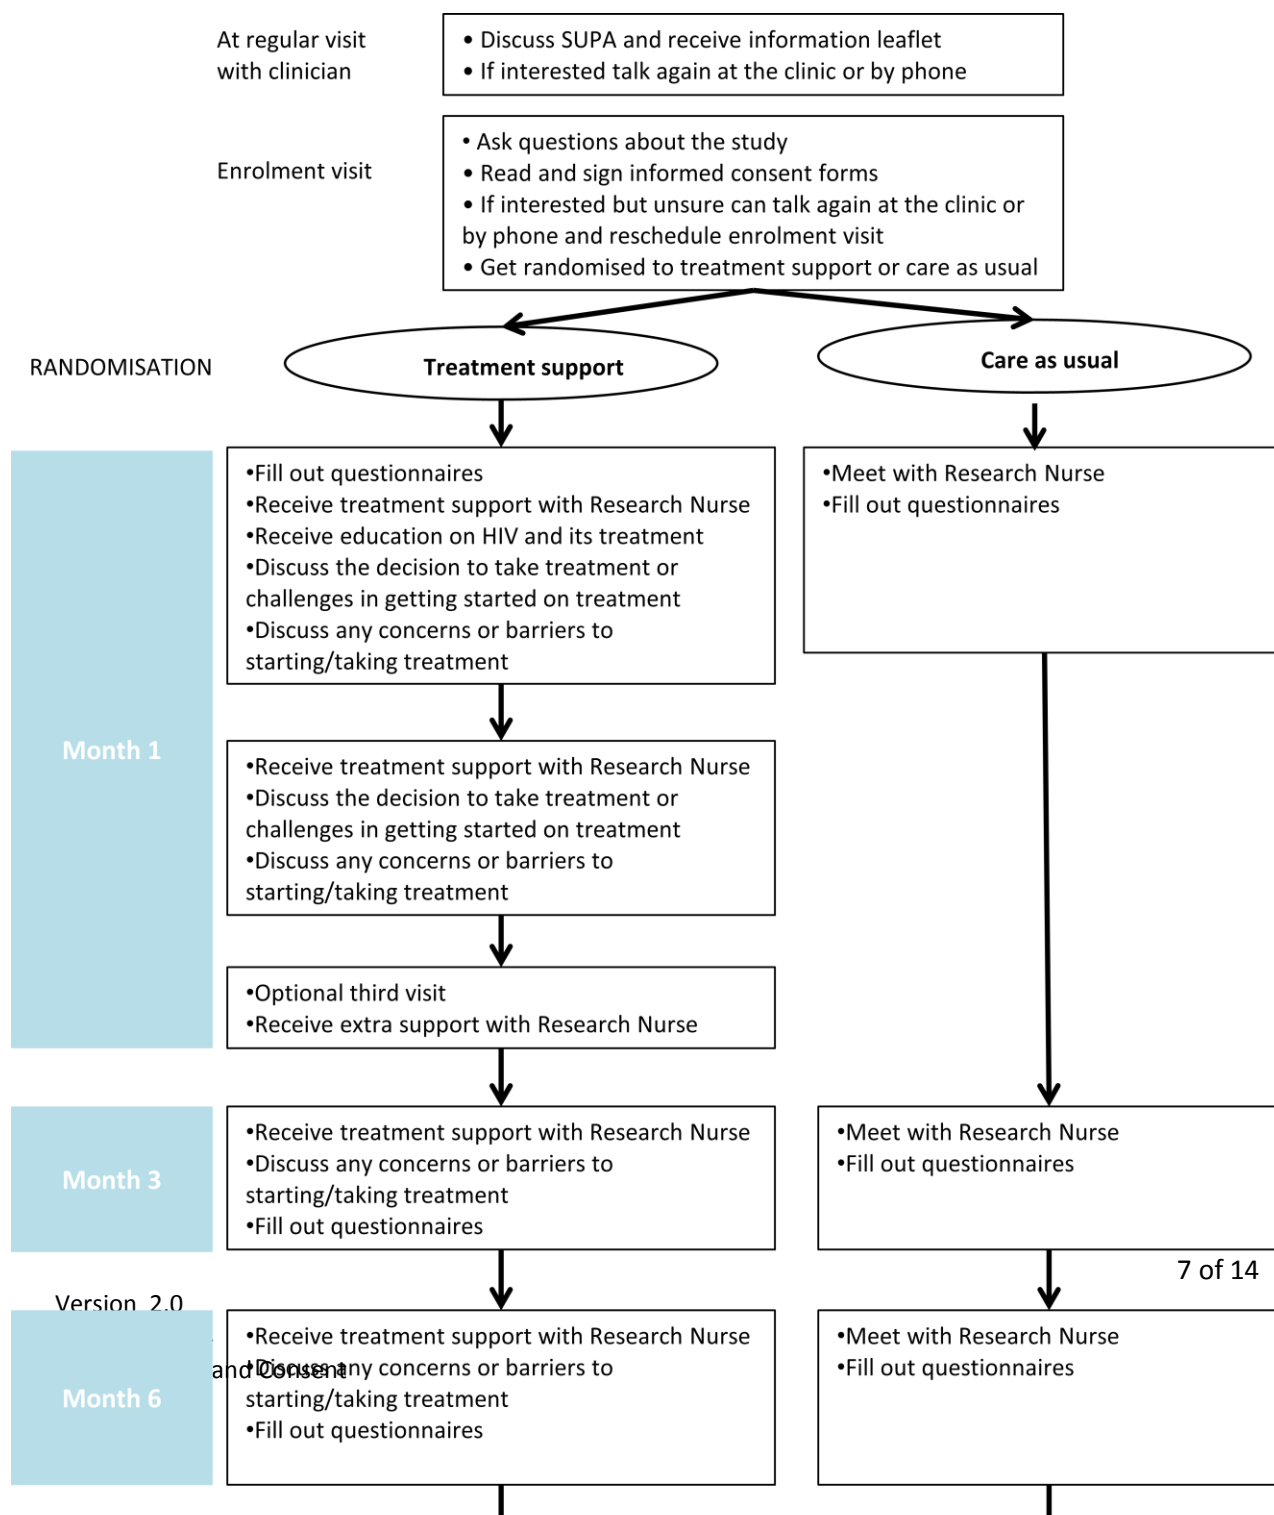 At regular visit
with clinician
• Discuss SUPA and receive information leaflet
• If interested talk again at the clinic or by phone
Enrolment visit
• Ask questions about the study
• Read and sign informed consent forms
• If interested but unsure can talk again at the clinic or
by phone and reschedule enrolment visit
• Get randomised to treatment support or care as usual
RANDOMISATION
Treatment support
Care as usual
Month 1
•Fill out questionnaires
•Receive treatment support with Research Nurse
•Receive education on HIV and its treatment
•Discuss the decision to take treatment or
challenges in getting started on treatment
•Discuss any concerns or barriers to
starting/taking treatment
•Meet with Research Nurse
•Fill out questionnaires
•Receive treatment support with Research Nurse
•Discuss the decision to take treatment or
challenges in getting started on treatment
•Discuss any concerns or barriers to
starting/taking treatment
•Optional third visit
•Receive extra support with Research Nurse
Month 3
•Receive treatment support with Research Nurse
•Discuss any concerns or barriers to
starting/taking treatment
•Fill out questionnaires
•Meet with Research Nurse
•Fill out questionnaires
7 of 14
Version 2.0
and Consent
Month 6
•Receive treatment support with Research Nurse
•Discuss any concerns or barriers to
starting/taking treatment
•Fill out questionnaires
•Meet with Research Nurse
•Fill out questionnaires